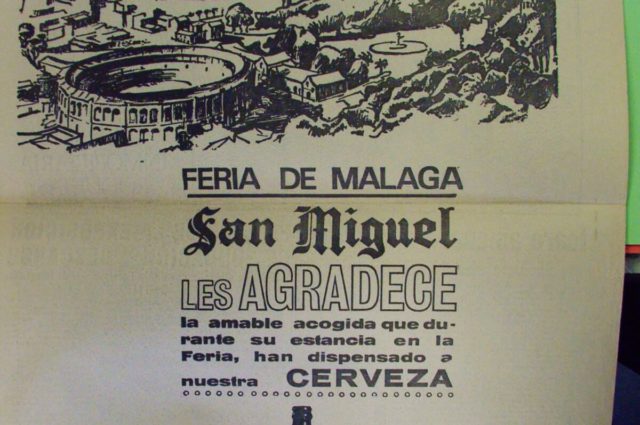 FERIA DE MALAGA
San Miguel
LES AGRADECE
la amable acogida que du-
rante su estancia en la
Feria, han dispensado a
nuestra CERVEZA